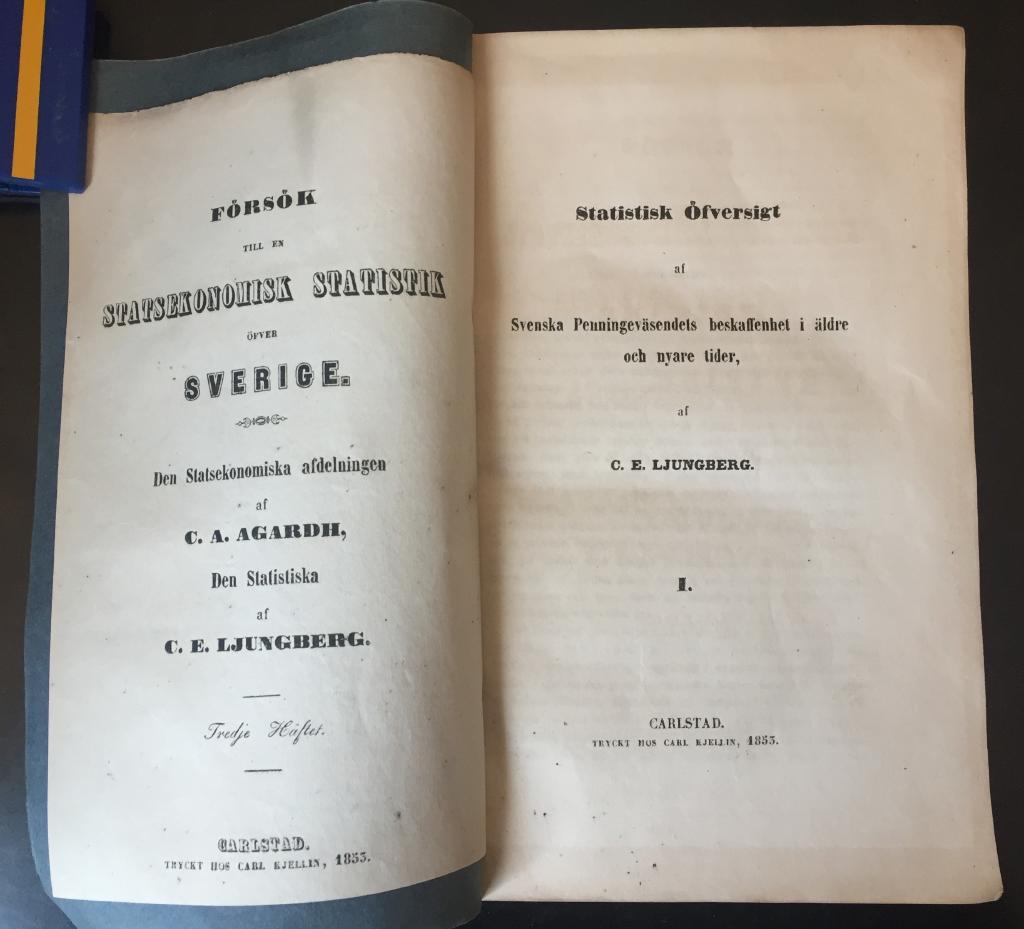 FÖRSÖK
TILL EN
STATSEKONOMISK STATISTIK
ÖFVER
SVERIGE.
Den Statsekonomiska afdelningen
af
C. A. AGARDH,
Den Statistiska
af
C. E. LJUNGBERG.
Tredje Häftet.
CARLSTAD.
TRYCKT HOS CARL KJELLIN, 1853.
Statistisk Öfversigt
af
Svenska Penningeväsendets beskaffenhet i äldre
och nyare tider,
af
C. E. LJUNGBERG.
I.
CARLSTAD.
TRYCKT HOS CARL KJELLIN, 1853.